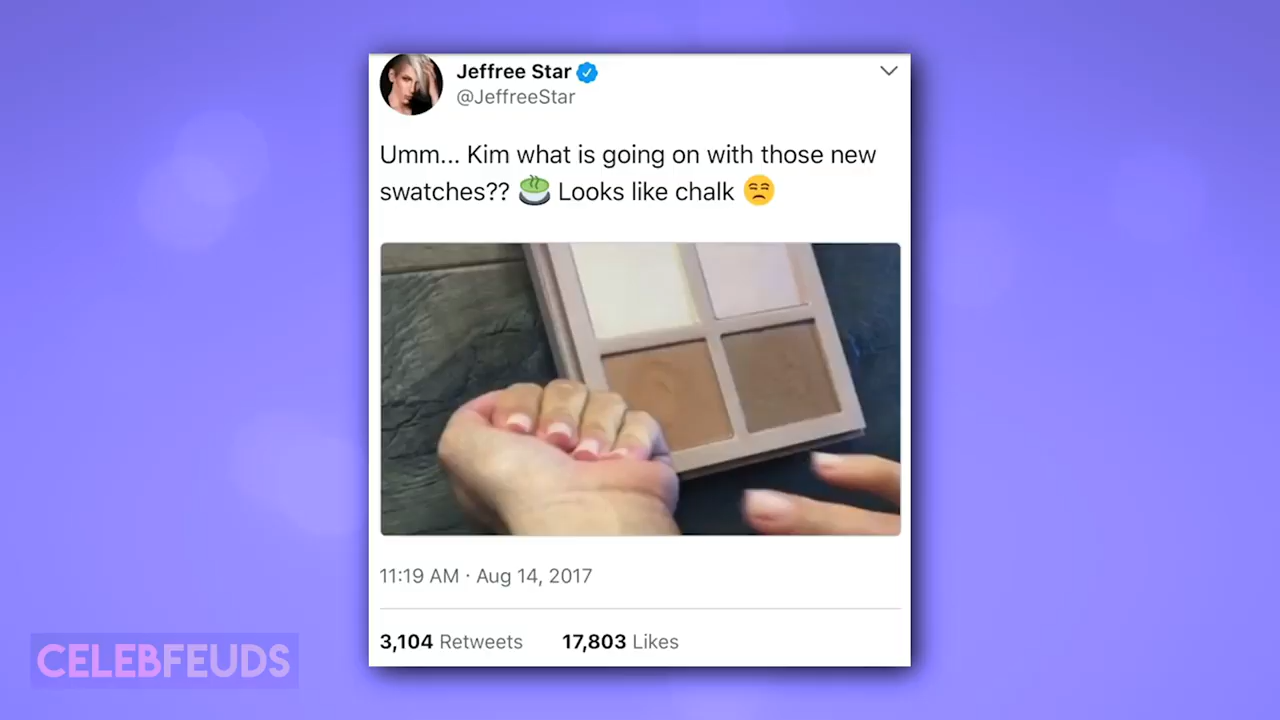 Jeffree Star
@JeffreeStar
Umm... Kim what is going on with those new
swatches?? 🍵 Looks like chalk 😒
11:19 AM · Aug 14, 2017
3,104 Retweets 17,803 Likes
CELEBFEUDS